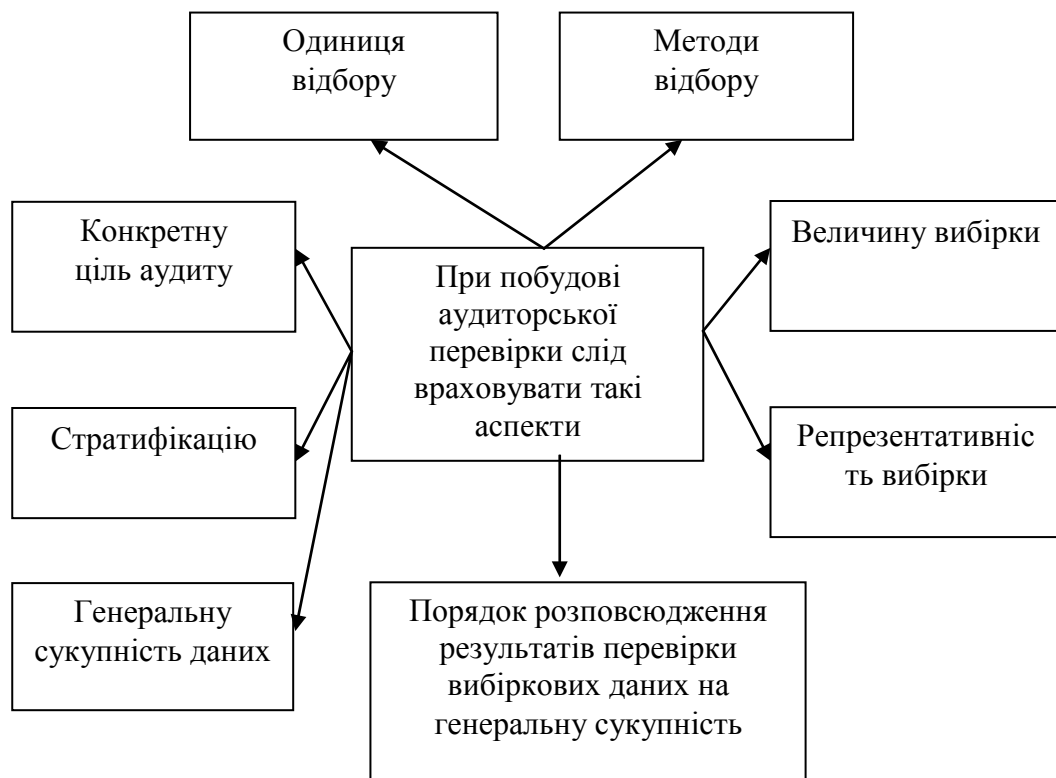 Одиниця
відбору
Методи
відбору
Конкретну
ціль аудиту
При побудові
аудиторської
перевірки слід
враховувати такі
аспекти
Величину вибірки
Стратифікацію
Репрезентативніс
ть вибірки
Генеральну
сукупність даних
Порядок розповсюдження
результатів перевірки
вибіркових даних на
генеральну сукупність